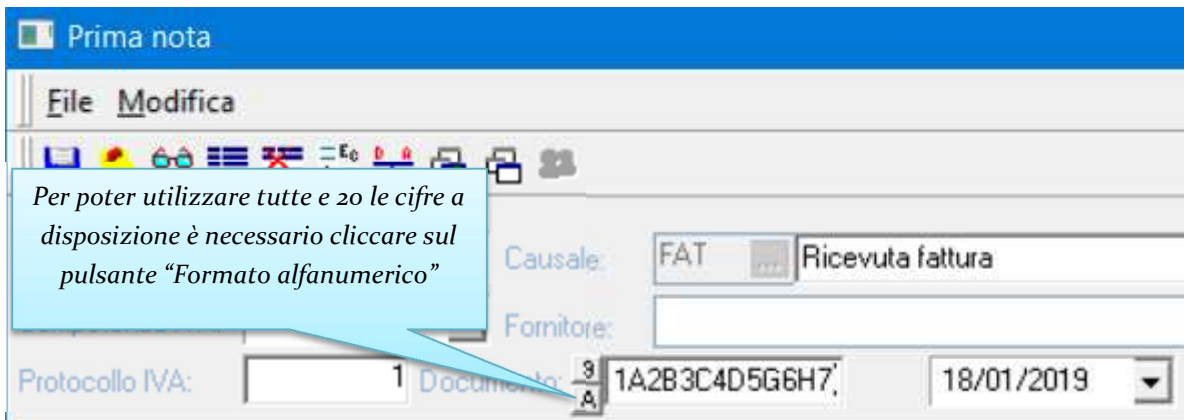 Prima nota
File Modifica
Per poter utilizzare tutte e 20 le cifre a
disposizione è necessario cliccare sul
pulsante “Formato alfanumerico”
Causale: FAT ... Ricevuta fattura
Fornitore:
Protocollo IVA: 1 Documento: 9 A 1A2B3C4D5G6H7 18/01/2019